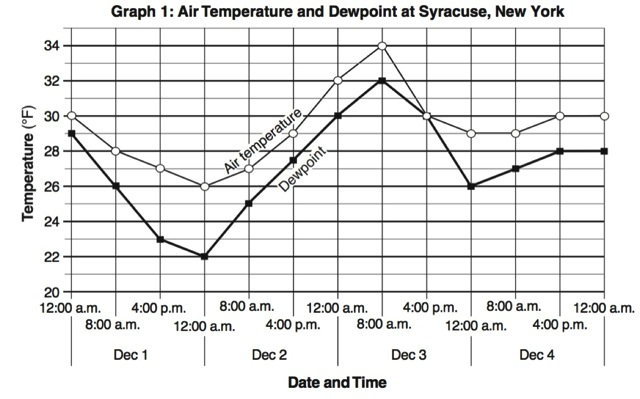 Graph 1: Air Temperature and Dewpoint at Syracuse, New York
Temperature (°F)
34
32
30
28
26
24
22
20
Air temperature
Dewpoint
12:00 a.m. 4:00 p.m. 8:00 a.m. 12:00 a.m. 4:00 p.m. 8:00 a.m. 12:00 a.m.
8:00 a.m. 12:00 a.m. 4:00 p.m. 8:00 a.m. 12:00 a.m. 4:00 p.m.
Dec 1 Dec 2 Dec 3 Dec 4
Date and Time